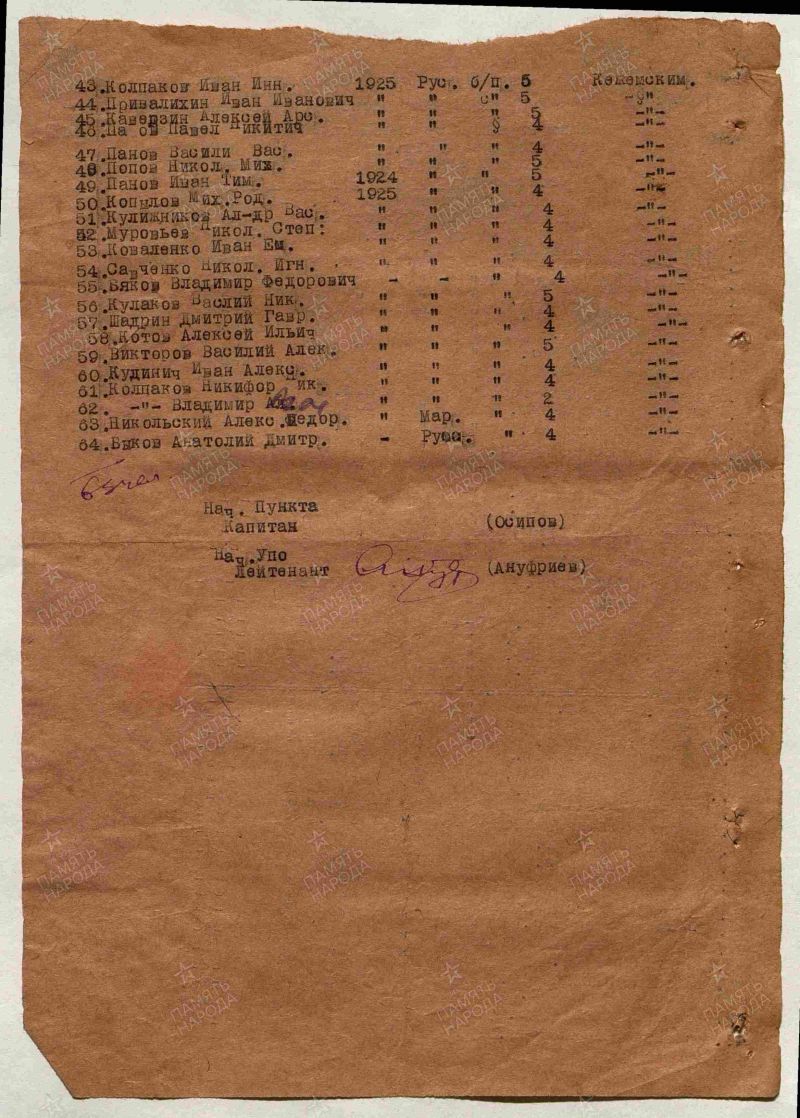 43.Колпаков Иван Инн. 1925 Рус. б/п. 5 Кежемским.
44.Привалихин Иван Иванович " " с" 5 -§"
45.Каверзин Алексей Арс. " " " 5 -"-
46.Па ов Павел Никитич " " § 4 -"-
47.Панов Васили Вас. " " " 4 -"-
48.Попов Никол. Мих. " " " 5 -"-
49.Панов Иван Тим. 1924 " " 5 -"-
50.Копылов Мих.Род. 1925 " " 4 -"-
51.Кулижников Ал-др Вас. " " " 4 -"-
52.Муровьев Никол. Степ: " " " 4 -"-
53.Коваленко Иван Ем. " " " 4 -"-
54.Савченко Никол. Игн. " " " 4 -"-
55.Бяков Владимир Федорович - - " 4 -"-
56.Кулаков Васлий Ник. " " " 5 -"-
57.Шадрин Дмитрий Гавр. " " " 4 -"-
58.Котов Алексей Ильич " " " 4 -"-
59.Викторов Василий Алек. " " " 5 -"-
60.Кудинич Иван Алекс. " " " 4 -"-
61.Колпаков Никифор ик. " " " 4 -"-
62. -"- Владимир " " " 2 -"-
63.Никольский Алекс.Федор. " Мар. " 4 -"-
64.Быков Анатолий Дмитр. - Русс. " 4 -"-
Нач. Пункта
Капитан (Осипов)
Нач.Упо
Лейтенант (Ануфриев)